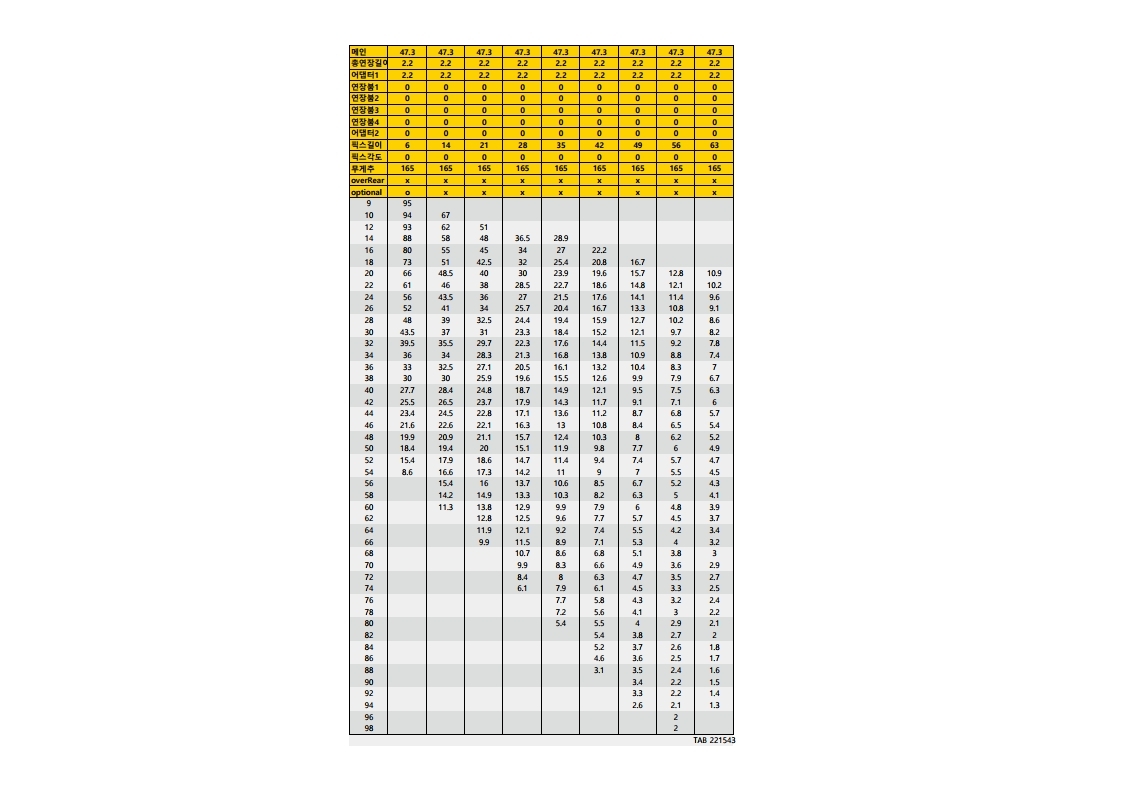 메인 47.3 47.3 47.3 47.3 47.3 47.3 47.3 47.3 47.3
총연장길이 2.2 2.2 2.2 2.2 2.2 2.2 2.2 2.2 2.2
어댑터1 2.2 2.2 2.2 2.2 2.2 2.2 2.2 2.2 2.2
연장붐1 0 0 0 0 0 0 0 0 0
연장붐2 0 0 0 0 0 0 0 0 0
연장붐3 0 0 0 0 0 0 0 0 0
연장붐4 0 0 0 0 0 0 0 0 0
어댑터2 0 0 0 0 0 0 0 0 0
픽스길이 6 14 21 28 35 42 49 56 63
픽스각도 0 0 0 0 0 0 0 0 0
무게추 165 165 165 165 165 165 165 165 165
overRear x x x x x x x x x
optional o x x x x x x x x
9 95
10 94 67
12 93 62 51
14 88 58 48 36.5 28.9
16 80 55 45 34 27 22.2
18 73 51 42.5 32 25.4 20.8 16.7
20 66 48.5 40 30 23.9 19.6 15.7 12.8 10.9
22 61 46 38 28.5 22.7 18.6 14.8 12.1 10.2
24 56 43.5 36 27 21.5 17.6 14.1 11.4 9.6
26 52 41 34 25.7 20.4 16.7 13.3 10.8 9.1
28 48 39 32.5 24.4 19.4 15.9 12.7 10.2 8.6
30 43.5 37 31 23.3 18.4 15.2 12.1 9.7 8.2
32 39.5 35.5 29.7 22.3 17.6 14.4 11.5 9.2 7.8
34 36 34 28.3 21.3 16.8 13.8 10.9 8.8 7.4
36 33 32.5 27.1 20.5 16.1 13.2 10.4 8.3 7
38 30 30 25.9 19.6 15.5 12.6 9.9 7.9 6.7
40 27.7 28.4 24.8 18.7 14.9 12.1 9.5 7.5 6.3
42 25.5 26.5 23.7 17.9 14.3 11.7 9.1 7.1 6
44 23.4 24.5 22.8 17.1 13.6 11.2 8.7 6.8 5.7
46 21.6 22.6 22.1 16.3 13 10.8 8.4 6.5 5.4
48 19.9 20.9 21.1 15.7 12.4 10.3 8 6.2 5.2
50 18.4 19.4 20 15.1 11.9 9.8 7.7 6 4.9
52 15.4 17.9 18.6 14.7 11.4 9.4 7.4 5.7 4.7
54 8.6 16.6 17.3 14.2 11 9 7 5.5 4.5
56 15.4 16 13.7 10.6 8.5 6.7 5.2 4.3
58 14.2 14.9 13.3 10.3 8.2 6.3 5 4.1
60 11.3 13.8 12.9 9.9 7.9 6 4.8 3.9
62 12.8 12.5 9.6 7.7 5.7 4.5 3.7
64 11.9 12.1 9.2 7.4 5.5 4.2 3.4
66 9.9 11.5 8.9 7.1 5.3 4 3.2
68 10.7 8.6 6.8 5.1 3.8 3
70 9.9 8.3 6.6 4.9 3.6 2.9
72 8.4 8 6.3 4.7 3.5 2.7
74 6.1 7.9 6.1 4.5 3.3 2.5
76 7.7 5.8 4.3 3.2 2.4
78 7.2 5.6 4.1 3 2.2
80 5.4 5.5 4 2.9 2.1
82 5.4 3.8 2.7 2
84 5.2 3.7 2.6 1.8
86 4.6 3.6 2.5 1.7
88 3.1 3.5 2.4 1.6
90 3.4 2.2 1.5
92 3.3 2.2 1.4
94 2.6 2.1 1.3
96 2
98 2
TAB 221543